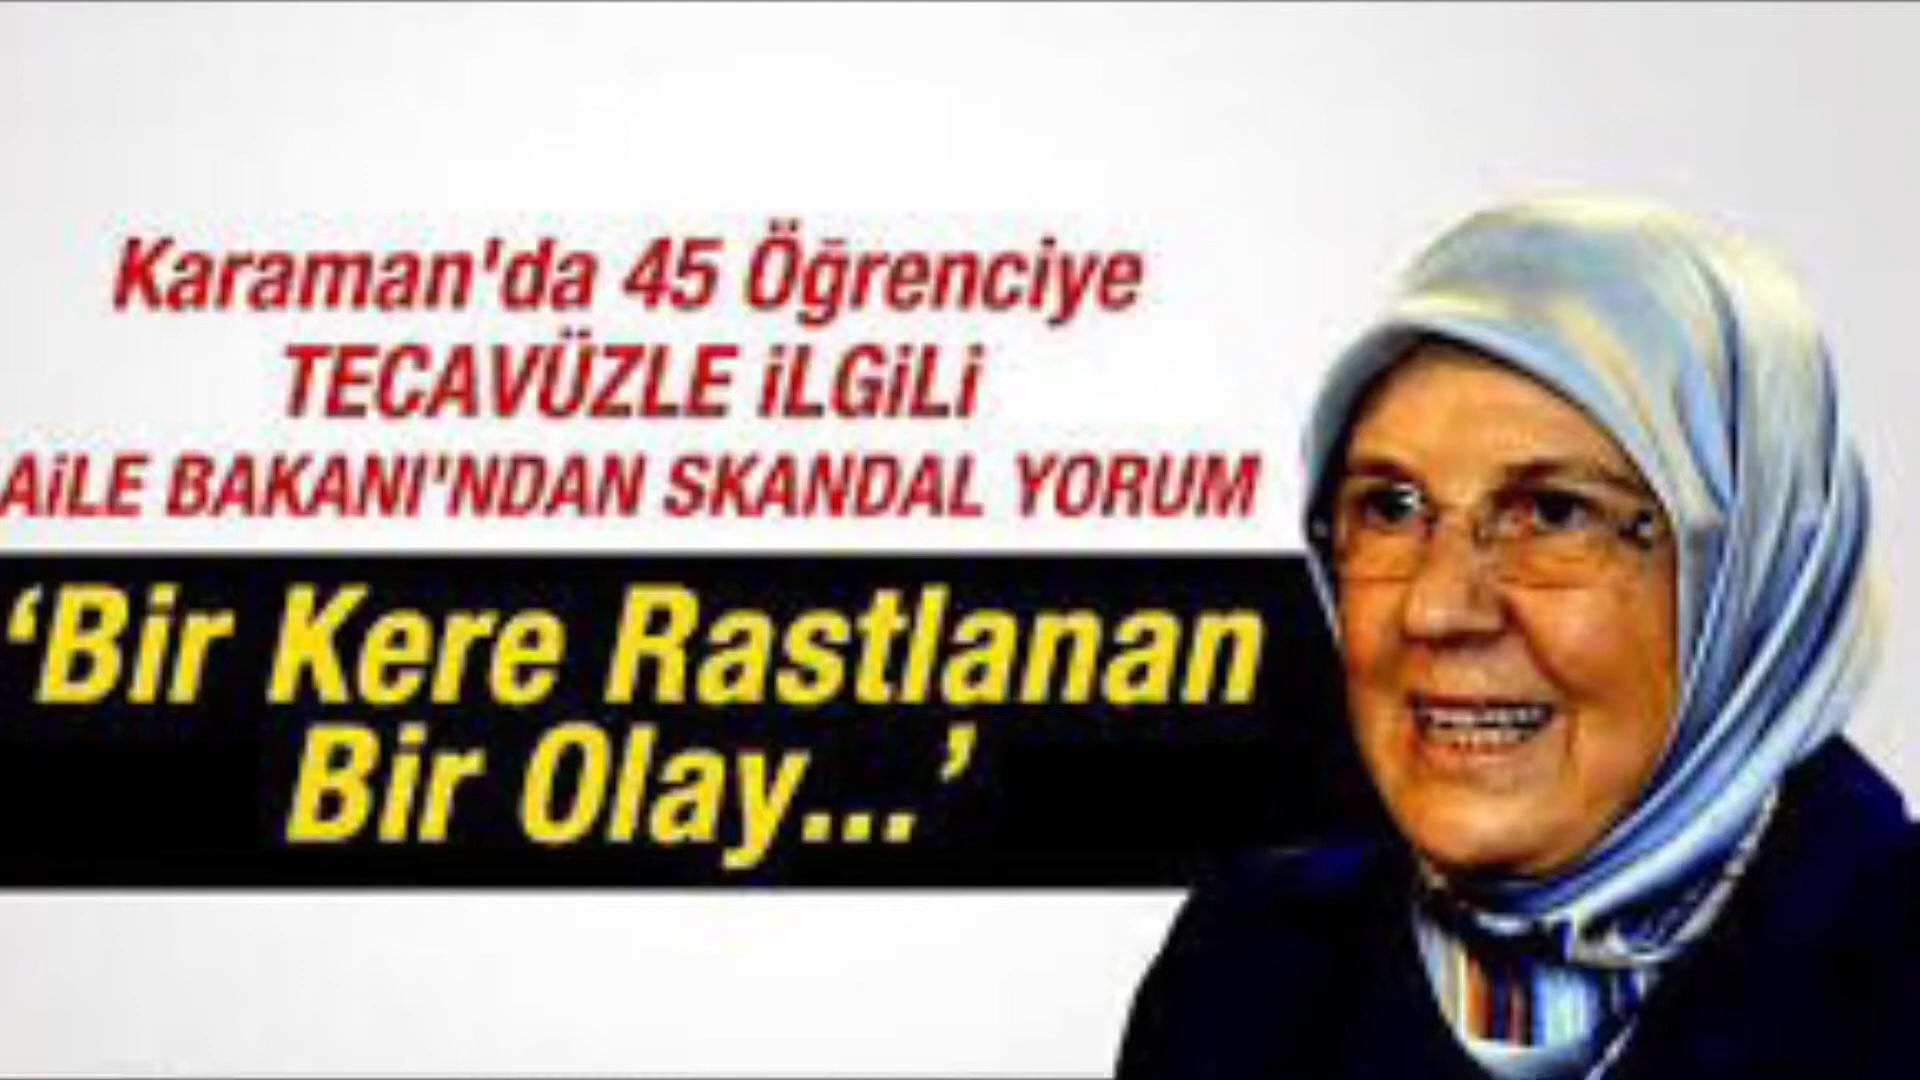 Karaman'da 45 Öğrenciye
TECAVÜZLE İLGİLİ
AİLE BAKANI'NDAN SKANDAL YORUM
‘Bir Kere Rastlanan
Bir Olay...’